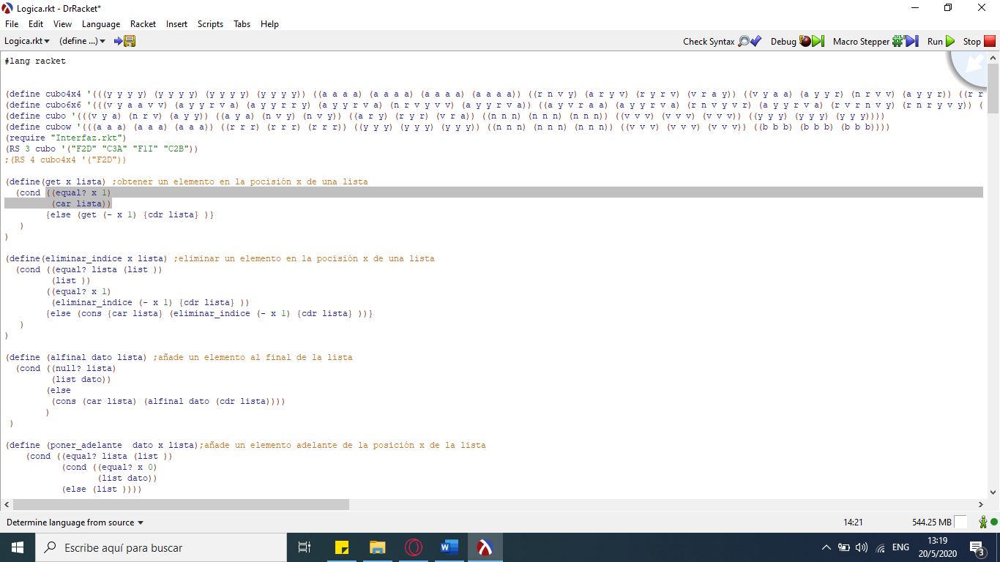 Logica.rkt - DrRacket*
File Edit View Language Racket Insert Scripts Tabs Help
Logica.rkt▾ (define ...)▾ Check Syntax Debug Macro Stepper Run Stop
#lang racket
(define cubo4x4 '(((y y y y) (y y y y) (y y y y) (y y y y)) ((a a a a) (a a a a) (a a a a) (a a a a)) ((r n v y) (a r y v) (r y r v) (v r a y)) ((v y a a) (a y y r) (n r v v) (a y y r)) ((r r
(define cubo6x6 '(((v y a a v v) (a y y r v a) (a y y r r y) (a y y r v a) (n r v y v v) (a y y r v a)) ((a y v r a a) (a y y r v a) (r n v y v r) (a y y r v a) (r v r n v y) (r n r y v y)) (
(define cubo '(((v y a) (n r v) (a y y)) ((a y a) (n v y) (n v y)) ((a r y) (r y r) (v r a)) ((n n n) (n n n) (n n n)) ((v v v) (v v v) (v v v)) ((y y y) (y y y) (y y y))))
(define cubow '(((a a a) (a a a) (a a a)) ((r r r) (r r r) (r r r)) ((y y y) (y y y) (y y y)) ((n n n) (n n n) (n n n)) ((v v v) (v v v) (v v v)) ((b b b) (b b b) (b b b))))
(require "Interfaz.rkt")
(RS 3 cubo '("F2D" "C3A" "F1I" "C2B"))
;(RS 4 cubo4x4 '("F2D"))
(define(get x lista) ;obtener un elemento en la pocisión x de una lista
(cond ((equal? x 1)
(car lista))
{else (get (- x 1) {cdr lista} )}
)
)
(define(eliminar_indice x lista) ;eliminar un elemento en la pocisión x de una lista
(cond ((equal? lista (list ))
(list ))
((equal? x 1)
(eliminar_indice (- x 1) {cdr lista} ))
{else (cons {car lista} (eliminar_indice (- x 1) {cdr lista} ))}
)
)
(define (alfinal dato lista) ;añade un elemento al final de la lista
(cond ((null? lista)
(list dato))
(else
(cons (car lista) (alfinal dato (cdr lista))))
)
)
(define (poner_adelante  dato x lista);añade un elemento adelante de la posición x de la lista
(cond ((equal? lista (list ))
(cond ((equal? x 0)
(list dato))
(else (list ))))
Determine language from source ▾ 14:21 544.25 MB
Escribe aquí para buscar ENG 13:19
20/5/2020 3